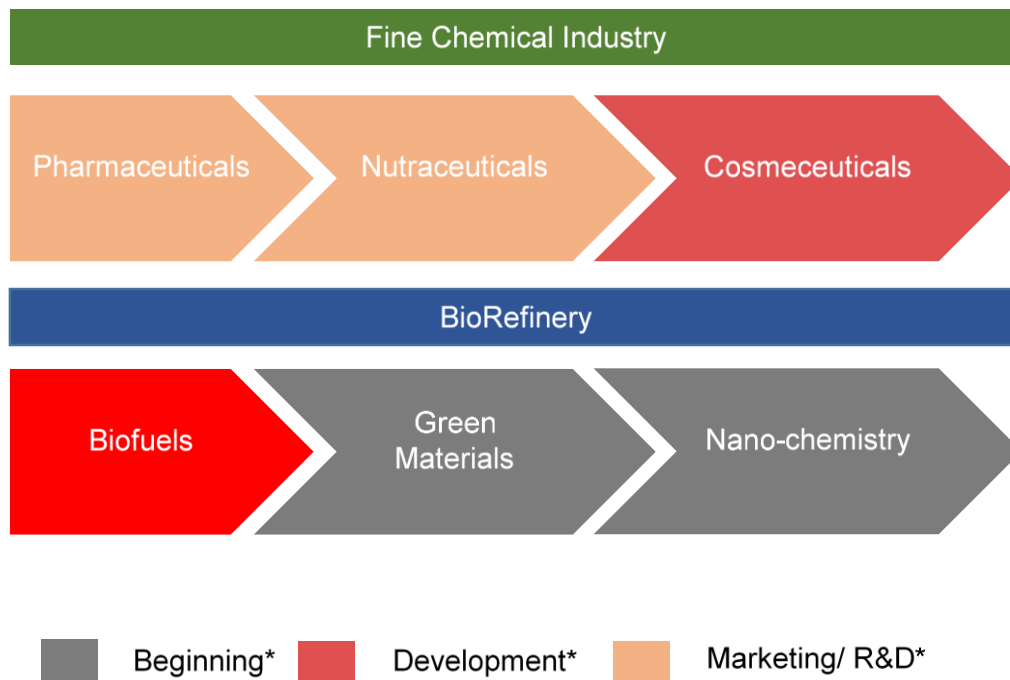 Fine Chemical Industry
Pharmaceuticals
Nutraceuticals
Cosmeceuticals
BioRefinery
Biofuels
Green
Materials
Nano-chemistry
Beginning*
Development*
Marketing/ R&D*